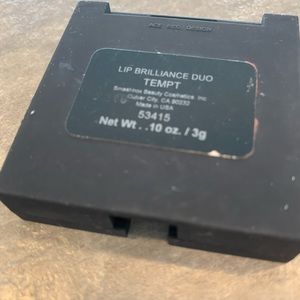 LIP BRILLIANCE DUO
TEMPT
Smashbox Beauty Cosmetics, Inc.
Culver City, CA 90232
Made in USA
53415
Net Wt. .10 oz. / 3g